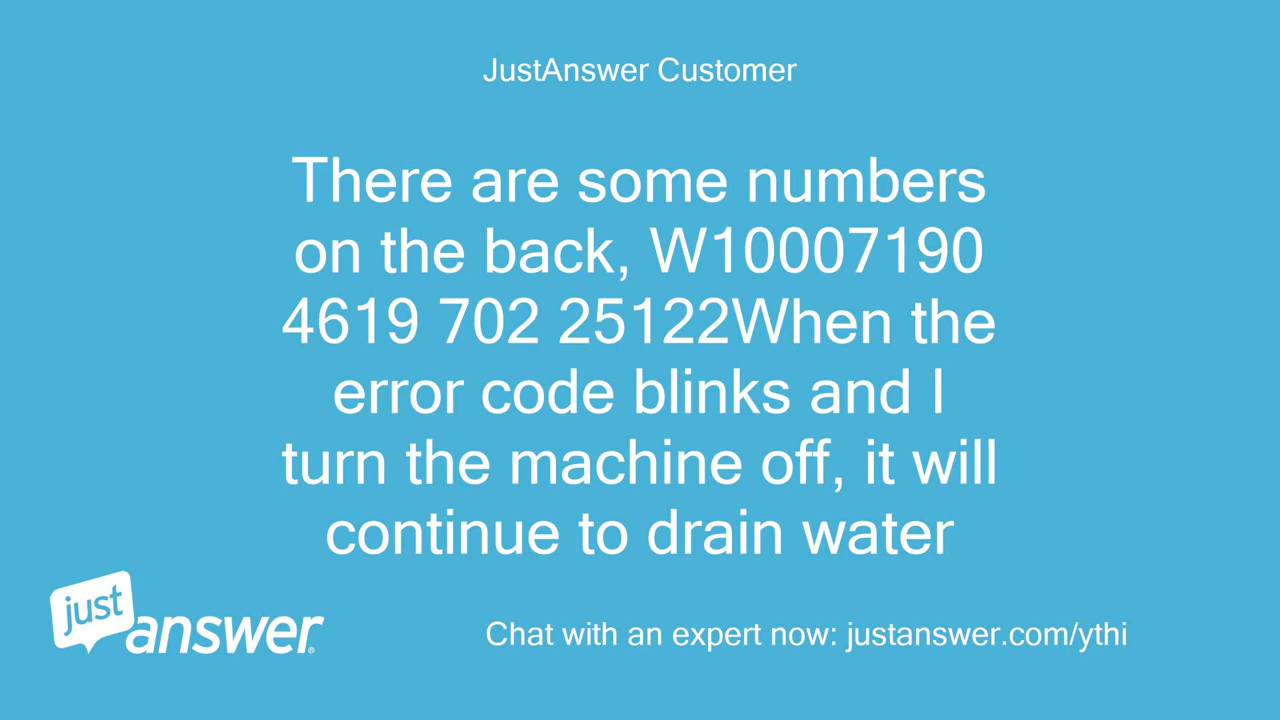 JustAnswer Customer
There are some numbers
on the back, W10007190
4619 702 25122When the
error code blinks and I
turn the machine off, it will
continue to drain water
just
answer®
Chat with an expert now: justanswer.com/ythi